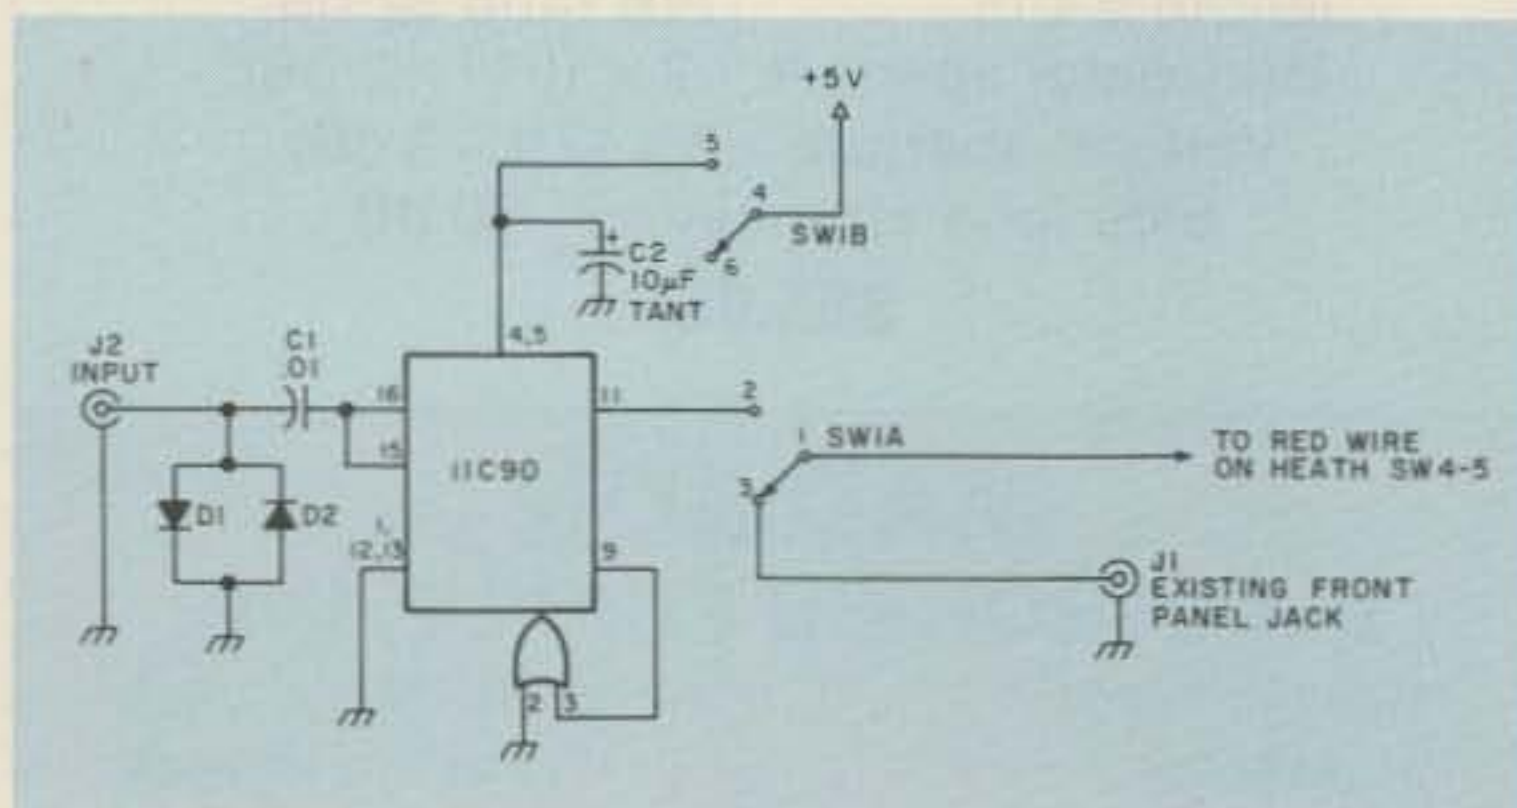 +5V
5
4
SW1B
6
C2
10µF
TANT
4,5
J2
INPUT
C1
.01
16
11
2
15
11C90
1
SW1A
TO RED WIRE
ON HEATH SW4-5
3
D1
D2
1,
12,13
9
J1
EXISTING FRONT
PANEL JACK
2
3